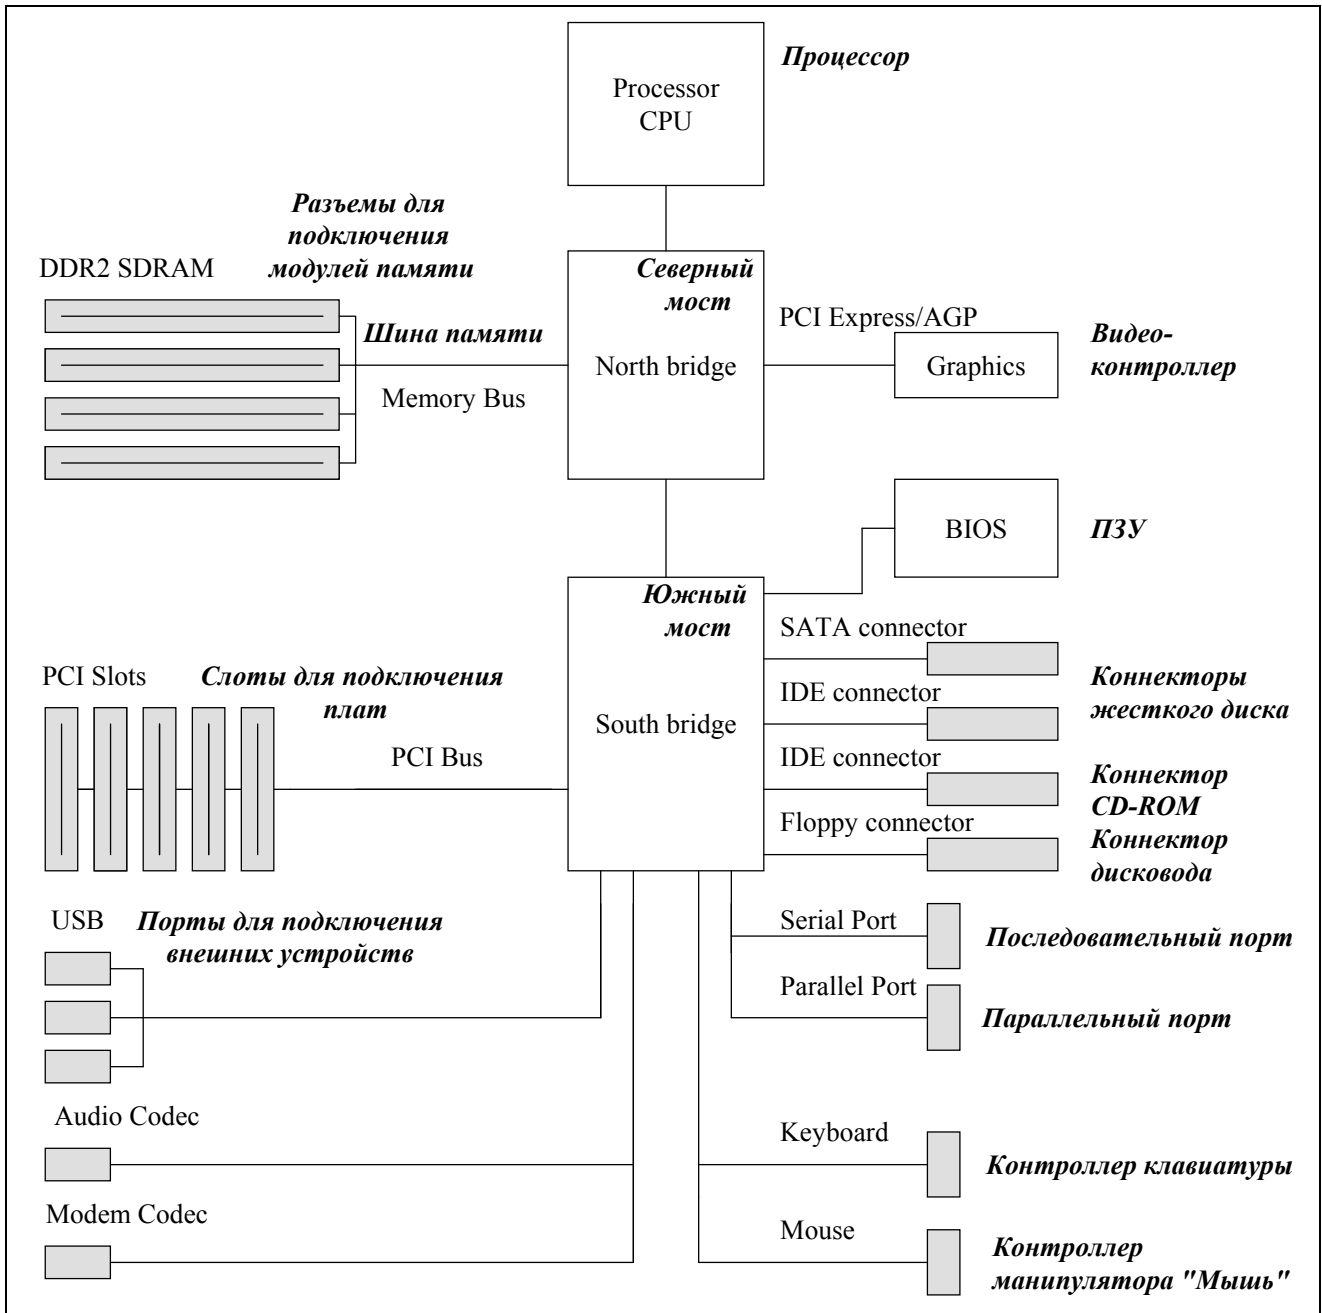 Processor
CPU
Процессор
Разъемы для
подключения
модулей памяти
DDR2 SDRAM
Шина памяти
Memory Bus
Северный
мост
North bridge
PCI Express/AGP
Graphics
Видео-
контроллер
BIOS
ПЗУ
Южный
мост
South bridge
SATA connector
IDE connector
Коннекторы
жесткого диска
IDE connector
Коннектор
CD-ROM
Floppy connector
Коннектор
дисковода
PCI Slots
Слоты для подключения
плат
PCI Bus
USB
Порты для подключения
внешних устройств
Serial Port
Последовательный порт
Parallel Port
Параллельный порт
Audio Codec
Keyboard
Контроллер клавиатуры
Modem Codec
Mouse
Контроллер
манипулятора "Мышь"